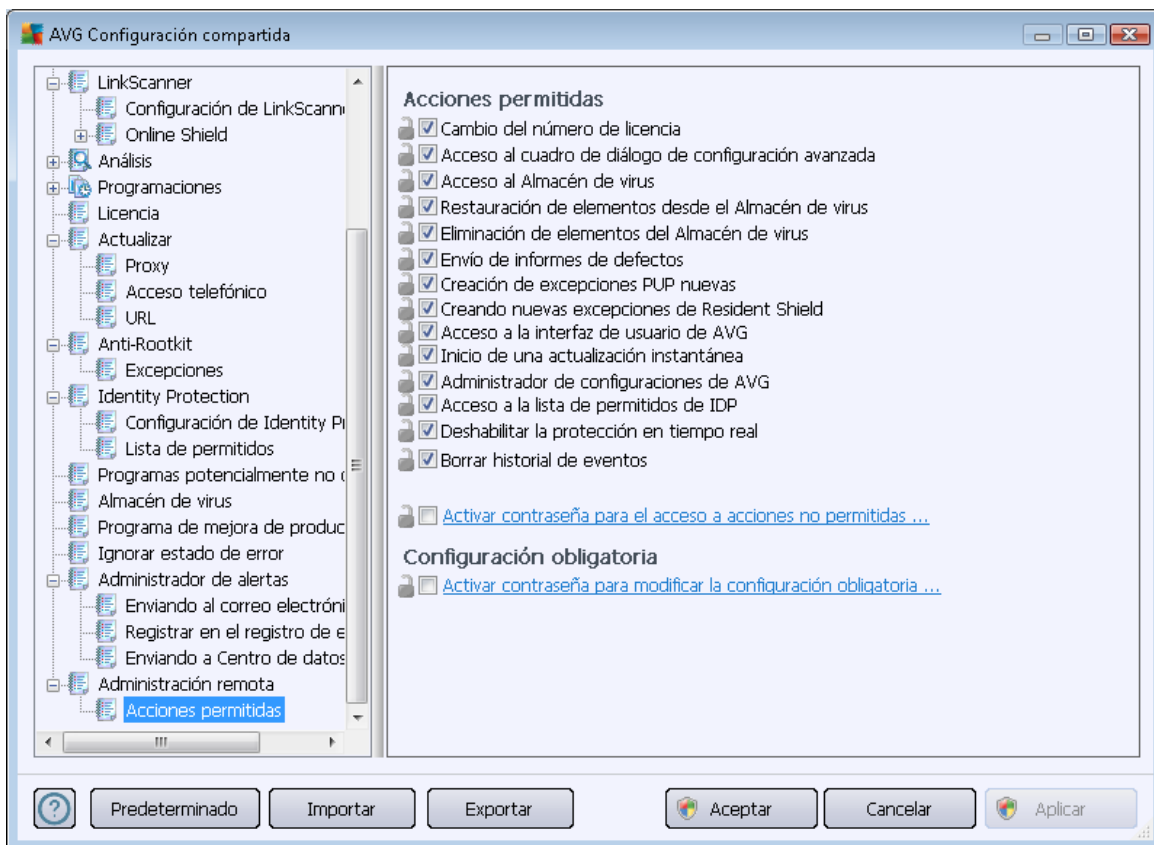 AVG Configuración compartida
LinkScanner
Configuración de LinkScann
Online Shield
Análisis
Programaciones
Licencia
Actualizar
Proxy
Acceso telefónico
URL
Anti-Rootkit
Excepciones
Identity Protection
Configuración de Identity Pr
Lista de permitidos
Programas potencialmente no d
Almacén de virus
Programa de mejora de produc
Ignorar estado de error
Administrador de alertas
Enviando al correo electróni
Registrar en el registro de e
Enviando a Centro de datos
Administración remota
Acciones permitidas
Acciones permitidas
Cambio del número de licencia
Acceso al cuadro de diálogo de configuración avanzada
Acceso al Almacén de virus
Restauración de elementos desde el Almacén de virus
Eliminación de elementos del Almacén de virus
Envío de informes de defectos
Creación de excepciones PUP nuevas
Creando nuevas excepciones de Resident Shield
Acceso a la interfaz de usuario de AVG
Inicio de una actualización instantánea
Administrador de configuraciones de AVG
Acceso a la lista de permitidos de IDP
Deshabilitar la protección en tiempo real
Borrar historial de eventos
Activar contraseña para el acceso a acciones no permitidas ...
Configuración obligatoria
Activar contraseña para modificar la configuración obligatoria ...
Predeterminado
Importar
Exportar
Aceptar
Cancelar
Aplicar